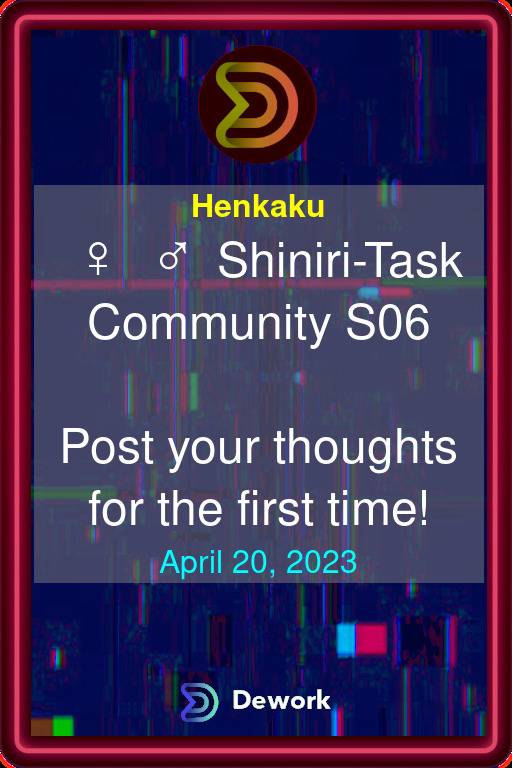 Henkaku
♀ ♂ Shiniri-Task
Community S06
Post your thoughts
for the first time!
April 20, 2023
Dework